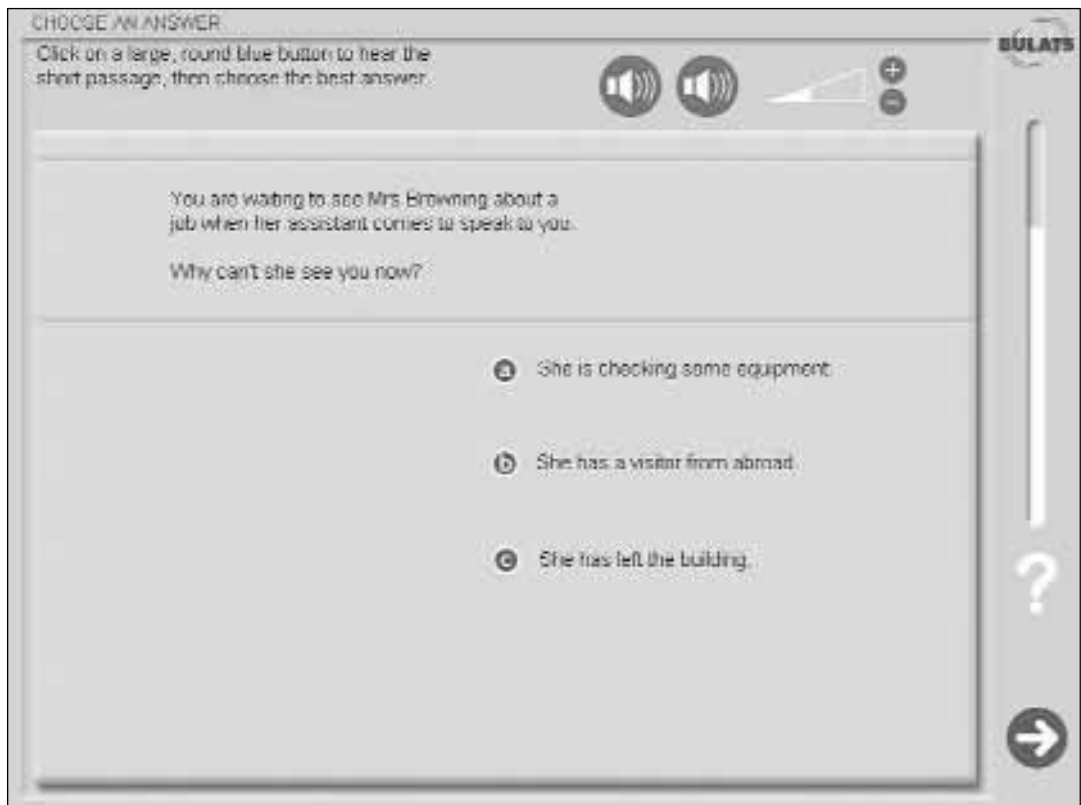 CHOOSE AN ANSWER
Click on a large, round blue button to hear the
short passage, then choose the best answer.
BULATS
You are waiting to see Mrs Browning about a
job when her assistant comes to speak to you.
Why can't she see you now?
a She is checking some equipment.
b She has a visitor from abroad.
c She has left the building.
?